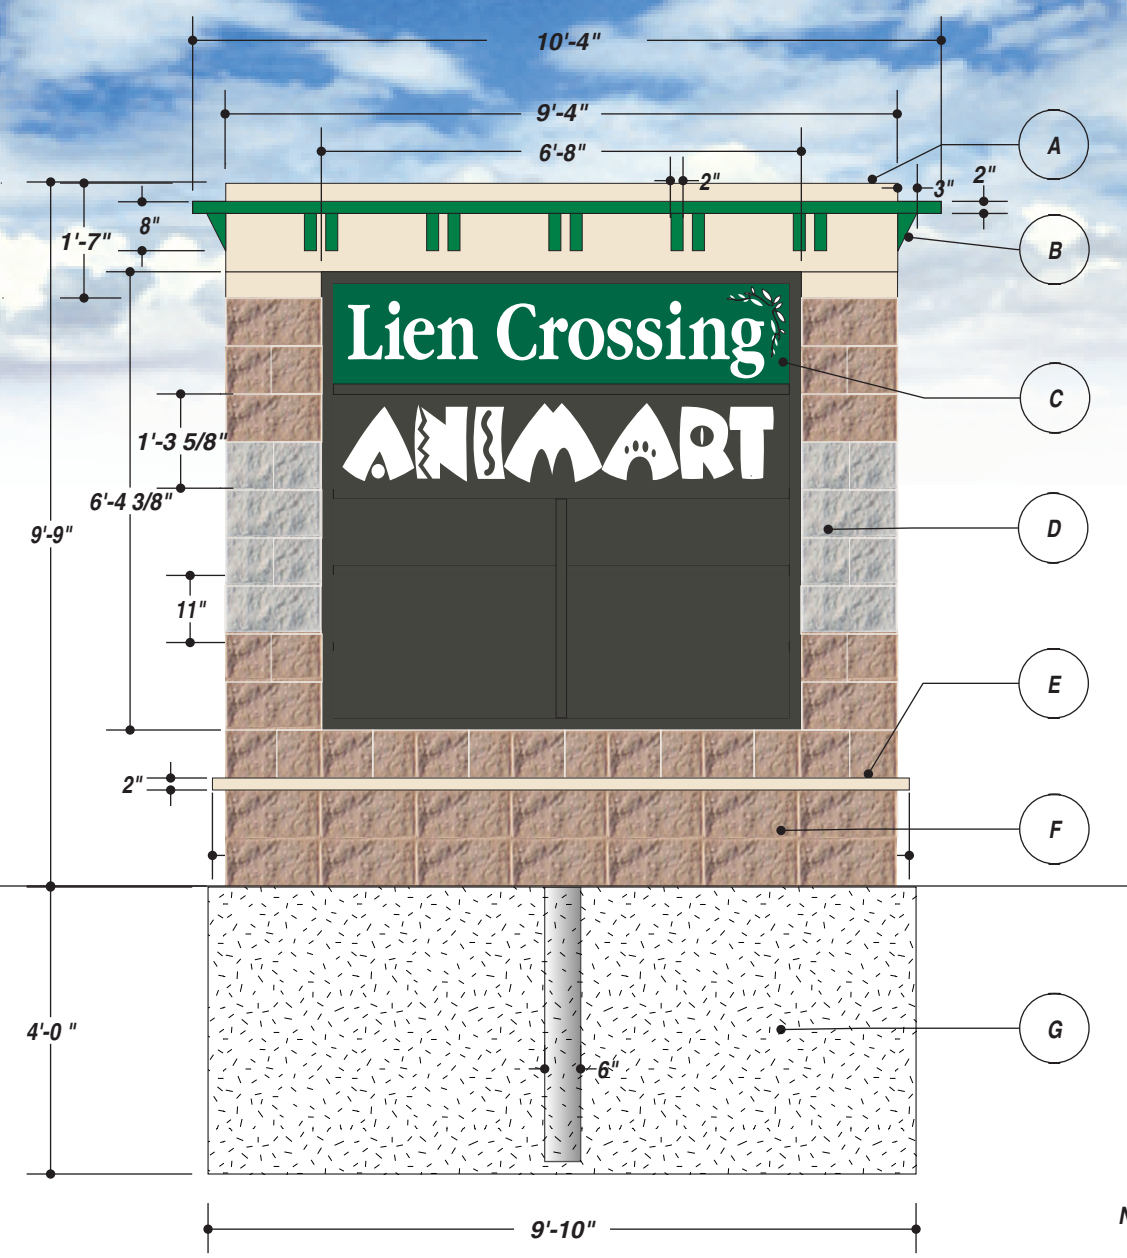 10'-4"
9'-4"
6'-8"
A
2"
3"
2"
8"
1'-7"
B
Lien Crossing
C
ANIMART
1'-3 5/8"
6'-4 3/8"
9'-9"
D
11"
E
2"
F
4'-0 "
G
6"
9'-10"